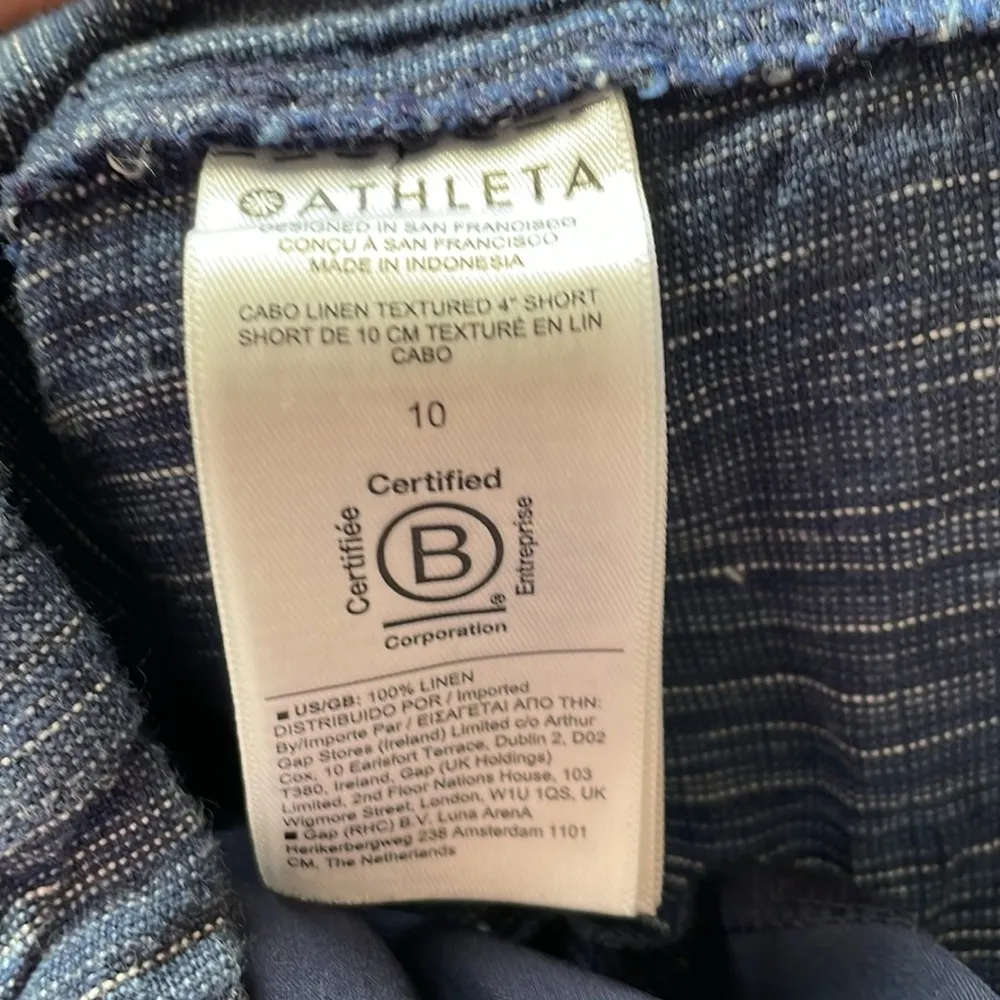 ATHLETA
DESIGNED IN SAN FRANCISCO
CONÇU À SAN FRANCISCO
MADE IN INDONESIA
CABO LINEN TEXTURED 4" SHORT
SHORT DE 10 CM TEXTURÉ EN LIN
CABO
10
Certified
Certifiée
B
Entreprise
®
Corporation
■ US/GB: 100% LINEN
DISTRIBUIDO POR / Imported
By/Importe Par / ΕΙΣΑΓΕΤΑΙ ΑΠΟ ΤΗΝ:
Gap Stores (Ireland) Limited c/o Arthur
Cox, 10 Earlsfort Terrace, Dublin 2, D02
T380, Ireland, Gap (UK Holdings)
Limited, 2nd Floor Nations House, 103
Wigmore Street, London, W1U 1QS, UK
■ Gap (RHC) B.V. Luna ArenA
Herikerbergweg 238 Amsterdam 1101
CM, The Netherlands